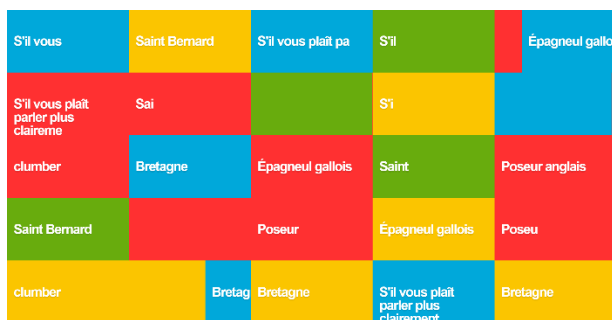 S'il vous
Saint Bernard
S'il vous plaît pa
S'il
Épagneul gallo
S'il vous plaît
parler plus
claireme
Sai
S'i
clumber
Bretagne
Épagneul gallois
Saint
Poseur anglais
Saint Bernard
Poseur
Épagneul gallois
Poseu
clumber
Bretag
Bretagne
S'il vous plaît
parler plus
clairement
Bretagne